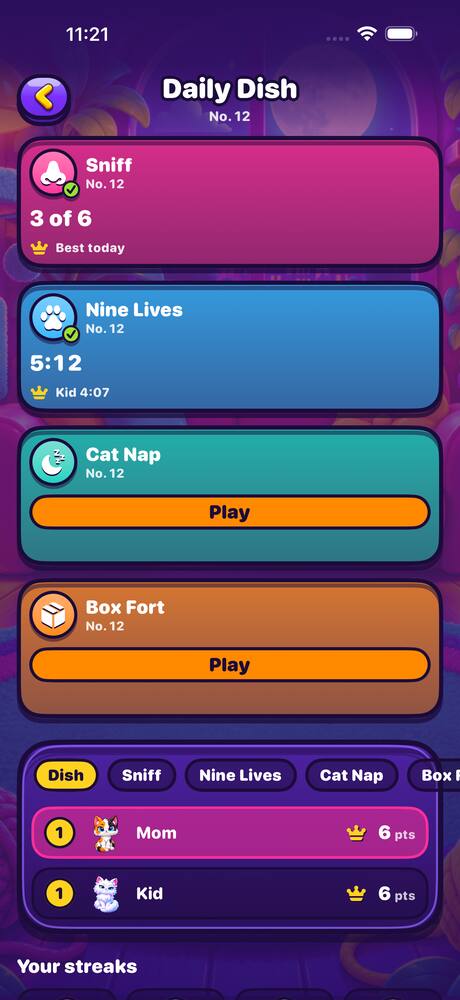 11:21
Daily Dish
No. 12
Sniff
No. 12
3 of 6
Best today
Nine Lives
No. 12
5:12
Kid 4:07
Cat Nap
No. 12
Play
Box Fort
No. 12
Play
Dish Sniff Nine Lives Cat Nap Box F
1 Mom 6 pts
1 Kid 6 pts
Your streaks